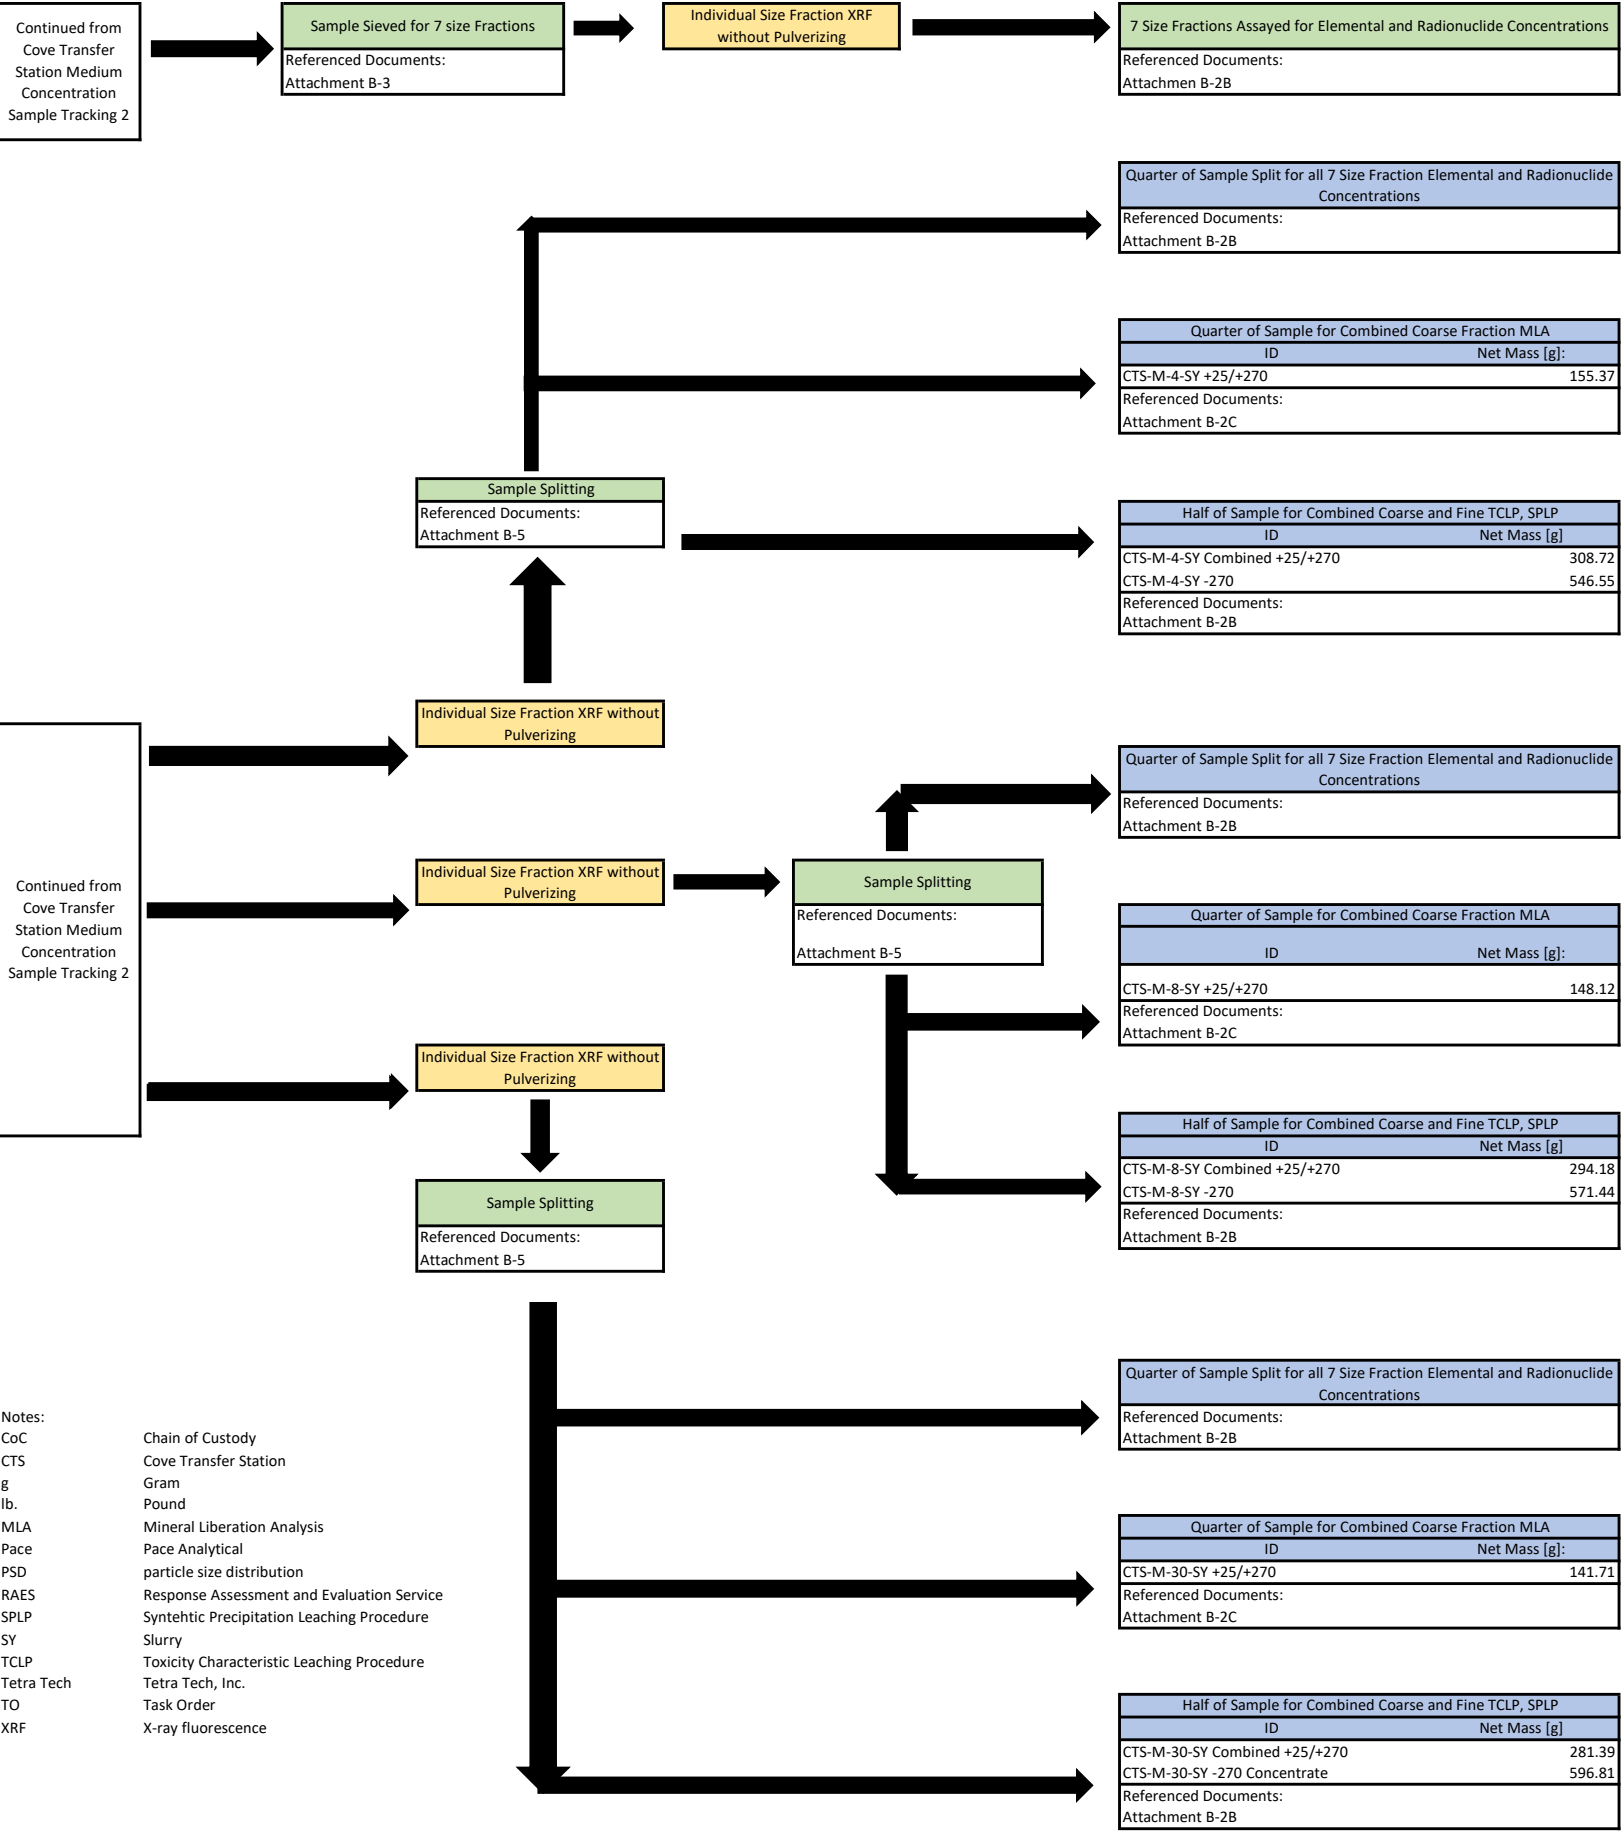 Continued from
Cove Transfer
Station Medium
Concentration
Sample Tracking 2
Sample Sieved for 7 size Fractions
Referenced Documents:
Attachment B-3
Individual Size Fraction XRF
without Pulverizing
7 Size Fractions Assayed for Elemental and Radionuclide Concentrations
Referenced Documents:
Attachmen B-2B
Quarter of Sample Split for all 7 Size Fraction Elemental and Radionuclide
Concentrations
Referenced Documents:
Attachment B-2B
Quarter of Sample for Combined Coarse Fraction MLA
ID Net Mass [g]:
CTS-M-4-SY +25/+270 155.37
Referenced Documents:
Attachment B-2C
Sample Splitting
Referenced Documents:
Attachment B-5
Half of Sample for Combined Coarse and Fine TCLP, SPLP
ID Net Mass [g]
CTS-M-4-SY Combined +25/+270 308.72
CTS-M-4-SY -270 546.55
Referenced Documents:
Attachment B-2B
Individual Size Fraction XRF without
Pulverizing
Continued from
Cove Transfer
Station Medium
Concentration
Sample Tracking 2
Quarter of Sample Split for all 7 Size Fraction Elemental and Radionuclide
Concentrations
Referenced Documents:
Attachment B-2B
Individual Size Fraction XRF without
Pulverizing
Sample Splitting
Referenced Documents:
Attachment B-5
Quarter of Sample for Combined Coarse Fraction MLA
ID Net Mass [g]:
CTS-M-8-SY +25/+270 148.12
Referenced Documents:
Attachment B-2C
Individual Size Fraction XRF without
Pulverizing
Half of Sample for Combined Coarse and Fine TCLP, SPLP
ID Net Mass [g]
CTS-M-8-SY Combined +25/+270 294.18
CTS-M-8-SY -270 571.44
Referenced Documents:
Attachment B-2B
Sample Splitting
Referenced Documents:
Attachment B-5
Quarter of Sample Split for all 7 Size Fraction Elemental and Radionuclide
Concentrations
Referenced Documents:
Attachment B-2B
Quarter of Sample for Combined Coarse Fraction MLA
ID Net Mass [g]:
CTS-M-30-SY +25/+270 141.71
Referenced Documents:
Attachment B-2C
Half of Sample for Combined Coarse and Fine TCLP, SPLP
ID Net Mass [g]
CTS-M-30-SY Combined +25/+270 281.39
CTS-M-30-SY -270 Concentrate 596.81
Referenced Documents:
Attachment B-2B
Notes:
CoC Chain of Custody
CTS Cove Transfer Station
g Gram
lb. Pound
MLA Mineral Liberation Analysis
Pace Pace Analytical
PSD particle size distribution
RAES Response Assessment and Evaluation Service
SPLP Syntehtic Precipitation Leaching Procedure
SY Slurry
TCLP Toxicity Characteristic Leaching Procedure
Tetra Tech Tetra Tech, Inc.
TO Task Order
XRF X-ray fluorescence